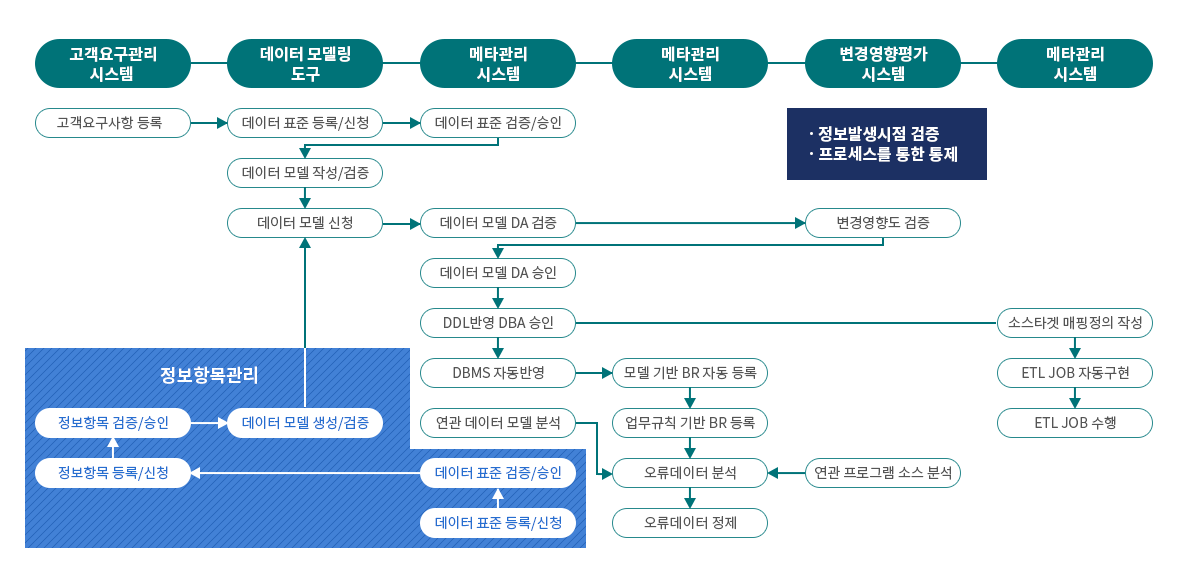 고객요구관리
시스템
데이터 모델링
도구
메타관리
시스템
메타관리
시스템
변경영향평가
시스템
메타관리
시스템
고객요구사항 등록
데이터 표준 등록/신청
데이터 표준 검증/승인
· 정보발생시점 검증
· 프로세스를 통한 통제
데이터 모델 작성/검증
데이터 모델 신청
데이터 모델 DA 검증
변경영향도 검증
데이터 모델 DA 승인
DDL반영 DBA 승인
소스타겟 매핑정의 작성
정보항목관리
DBMS 자동반영
모델 기반 BR 자동 등록
ETL JOB 자동구현
정보항목 검증/승인
데이터 모델 생성/검증
연관 데이터 모델 분석
업무규칙 기반 BR 등록
ETL JOB 수행
정보항목 등록/신청
데이터 표준 검증/승인
오류데이터 분석
연관 프로그램 소스 분석
데이터 표준 등록/신청
오류데이터 정제